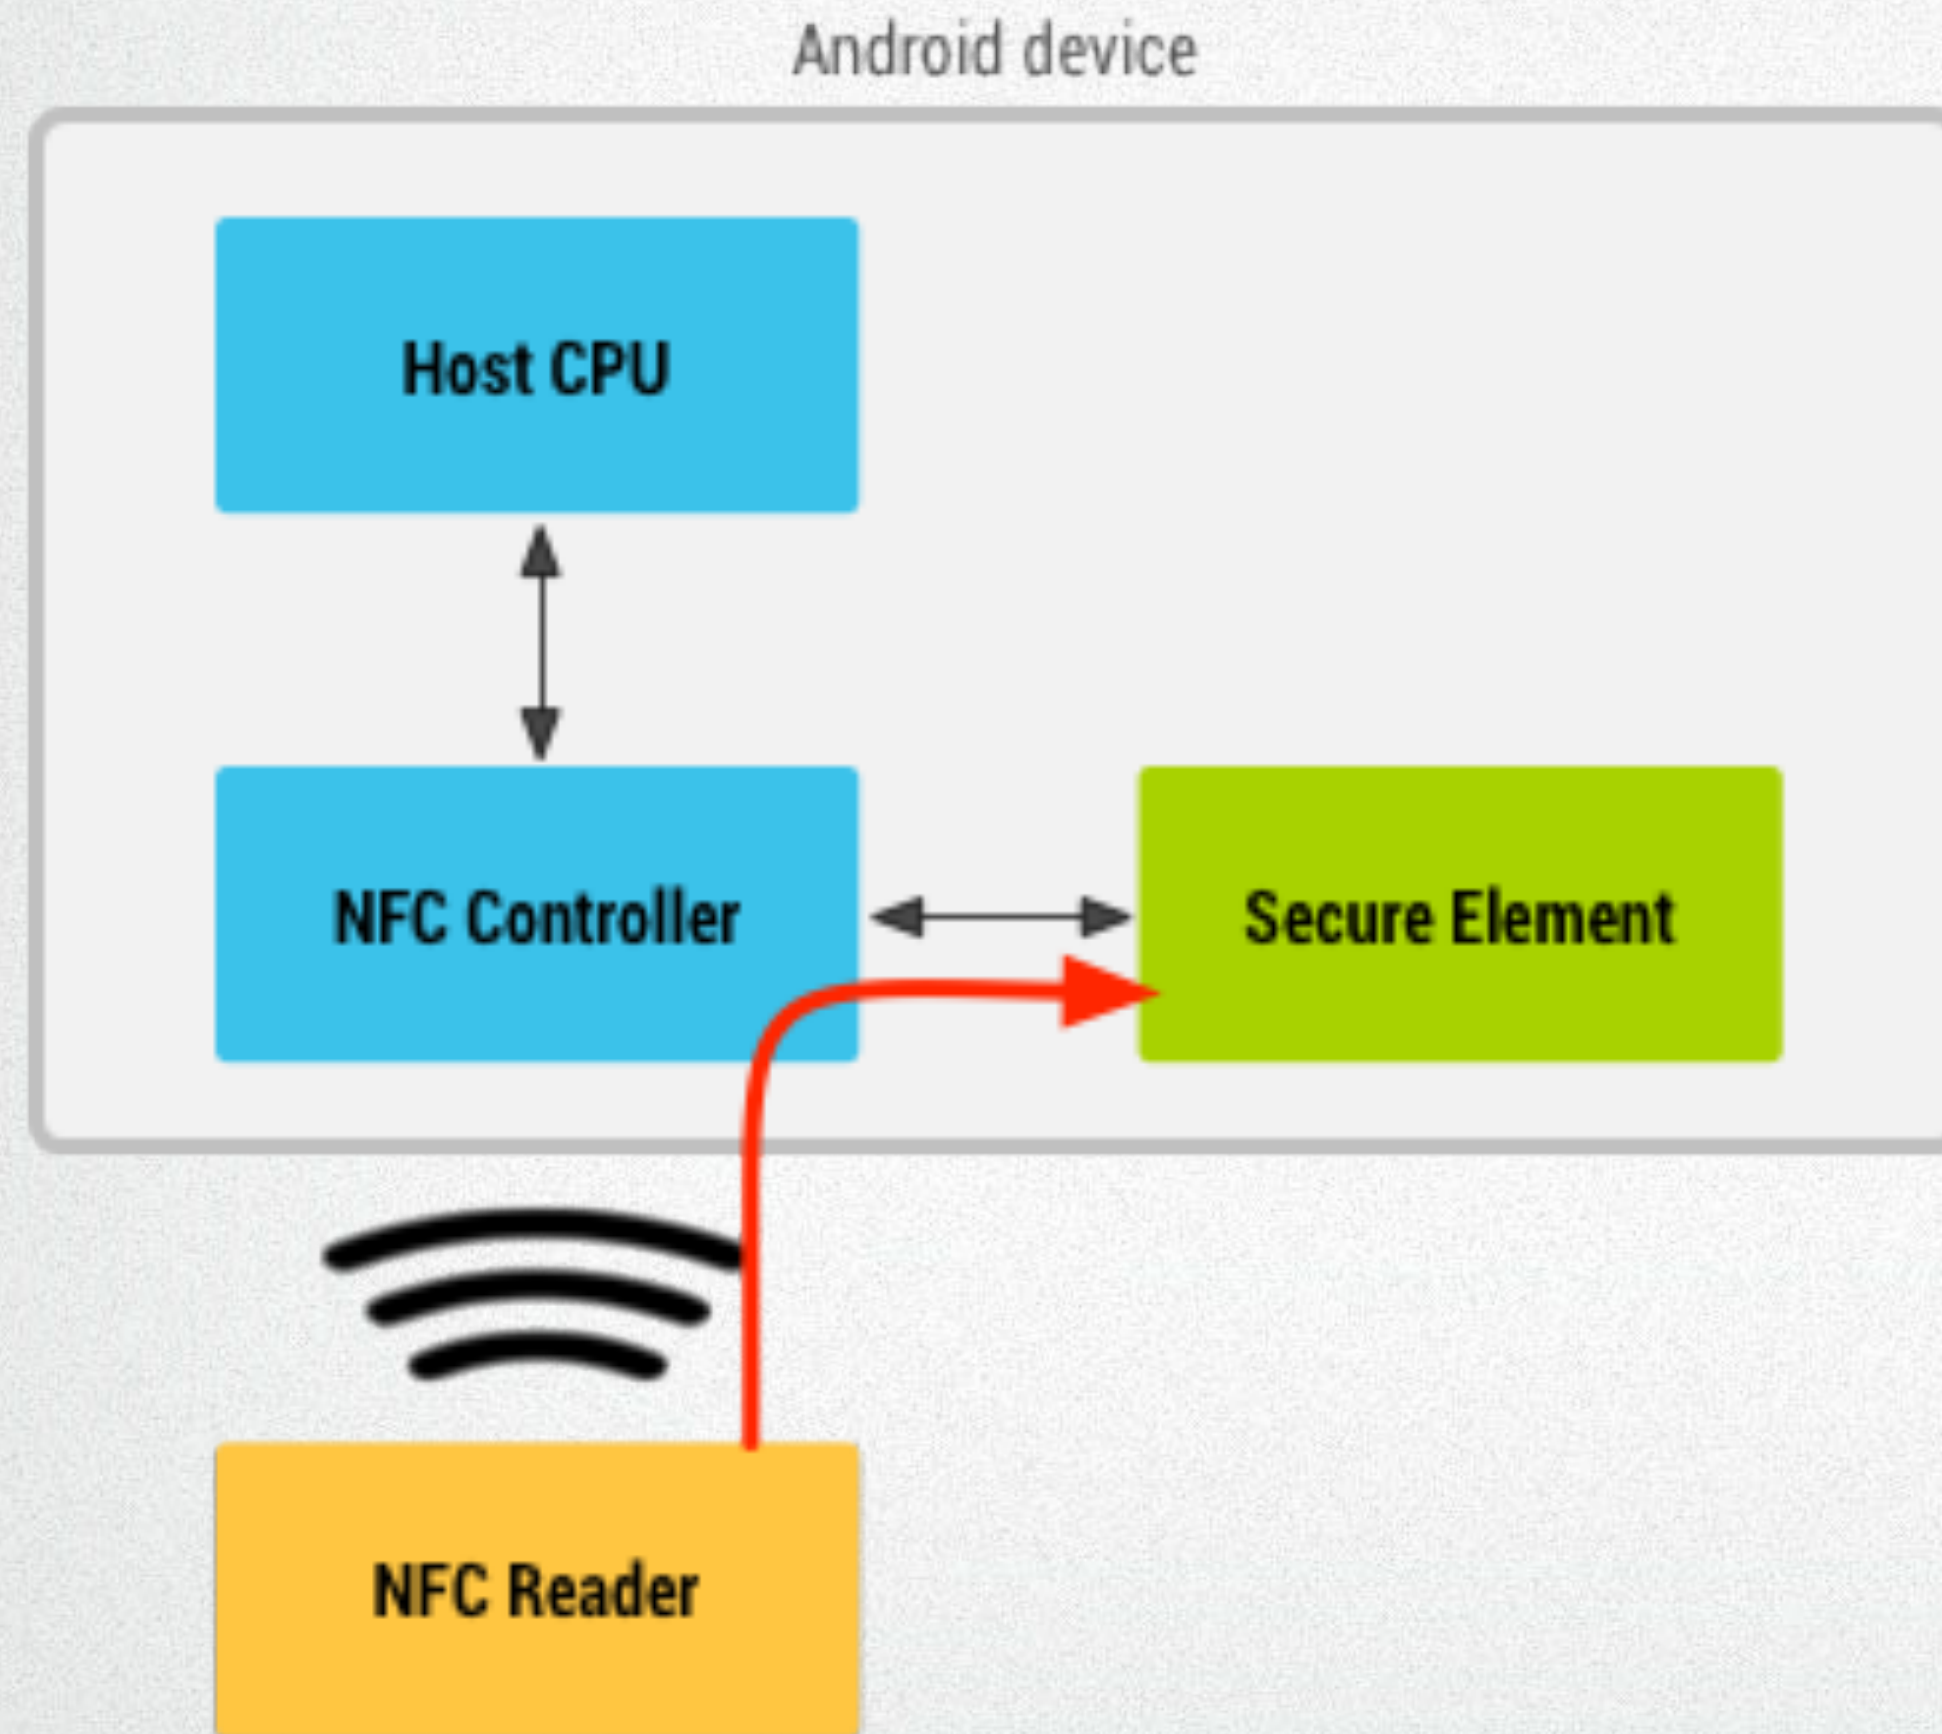 Android device
Host CPU
NFC Controller
Secure Element
NFC Reader